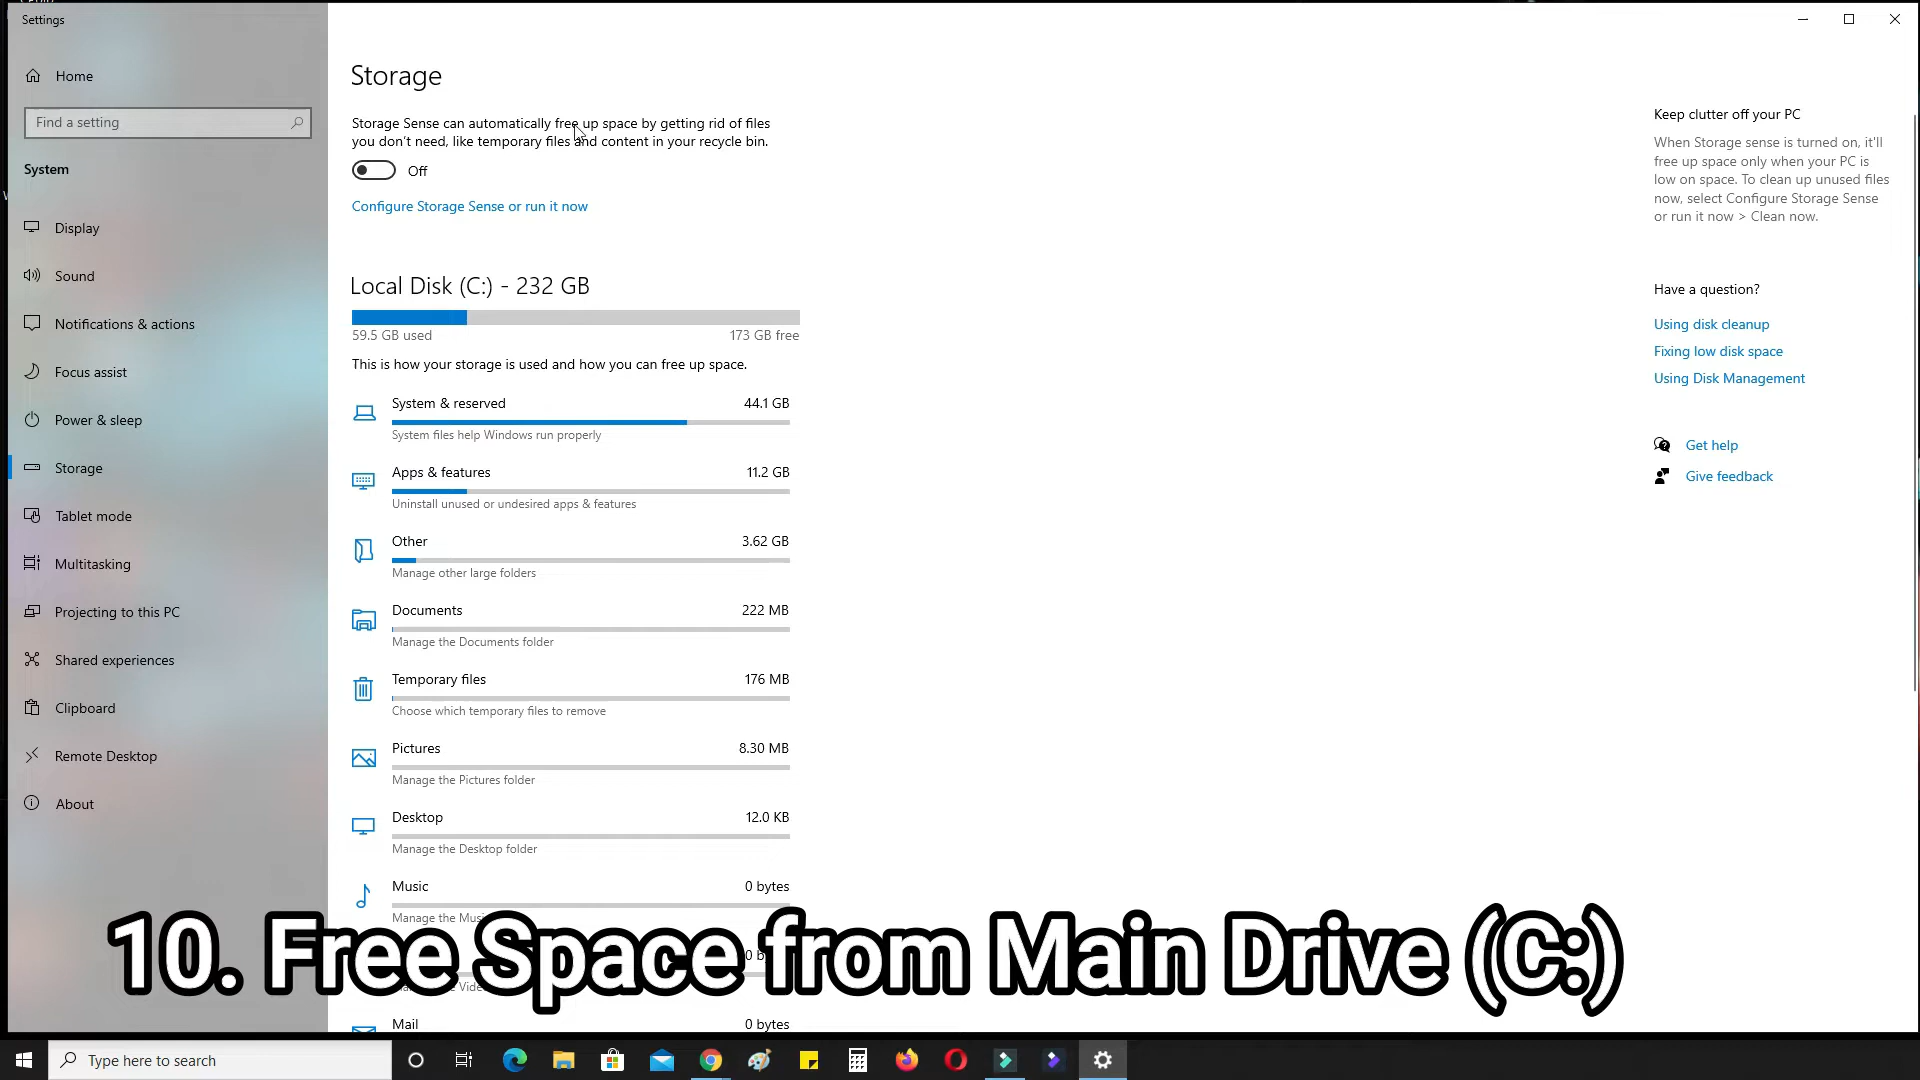 Settings
Home
Find a setting
System
Display
Sound
Notifications & actions
Focus assist
Power & sleep
Storage
Tablet mode
Multitasking
Projecting to this PC
Shared experiences
Clipboard
Remote Desktop
About
Storage
Storage Sense can automatically free up space by getting rid of files
you don't need, like temporary files and content in your recycle bin.
Off
Configure Storage Sense or run it now
Local Disk (C:) - 232 GB
59.5 GB used 173 GB free
This is how your storage is used and how you can free up space.
System & reserved 44.1 GB
System files help Windows run properly
Apps & features 11.2 GB
Uninstall unused or undesired apps & features
Other 3.62 GB
Manage other large folders
Documents 222 MB
Manage the Documents folder
Temporary files 176 MB
Choose which temporary files to remove
Pictures 8.30 MB
Manage the Pictures folder
Desktop 12.0 KB
Manage the Desktop folder
Music 0 bytes
Manage the
Mail 0 bytes
Keep clutter off your PC
When Storage sense is turned on, it'll
free up space only when your PC is
low on space. To clean up unused files
now, select Configure Storage Sense
or run it now > Clean now.
Have a question?
Using disk cleanup
Fixing low disk space
Using Disk Management
Get help
Give feedback
10. Free Space from Main Drive (C:)
Type here to search